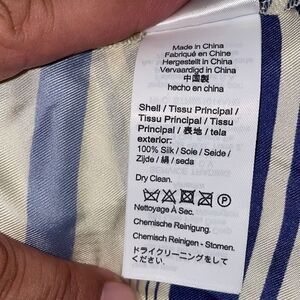 Made in China
Fabriqué en Chine
Hergestellt in China
Vervaardigd in China
中国製
hecho en china
Shell / Tissu Principal /
Tissu Principal / Tissu
Principal / 表地 / tela
exterior:
100% Silk / Soie / Seide /
Zijde / 絹 / seda
Dry Clean.
P
Nettoyage À Sec.
Chemische Reinigung.
Chemisch Reinigen - Stomen.
ドライクリーニングをして
ください.